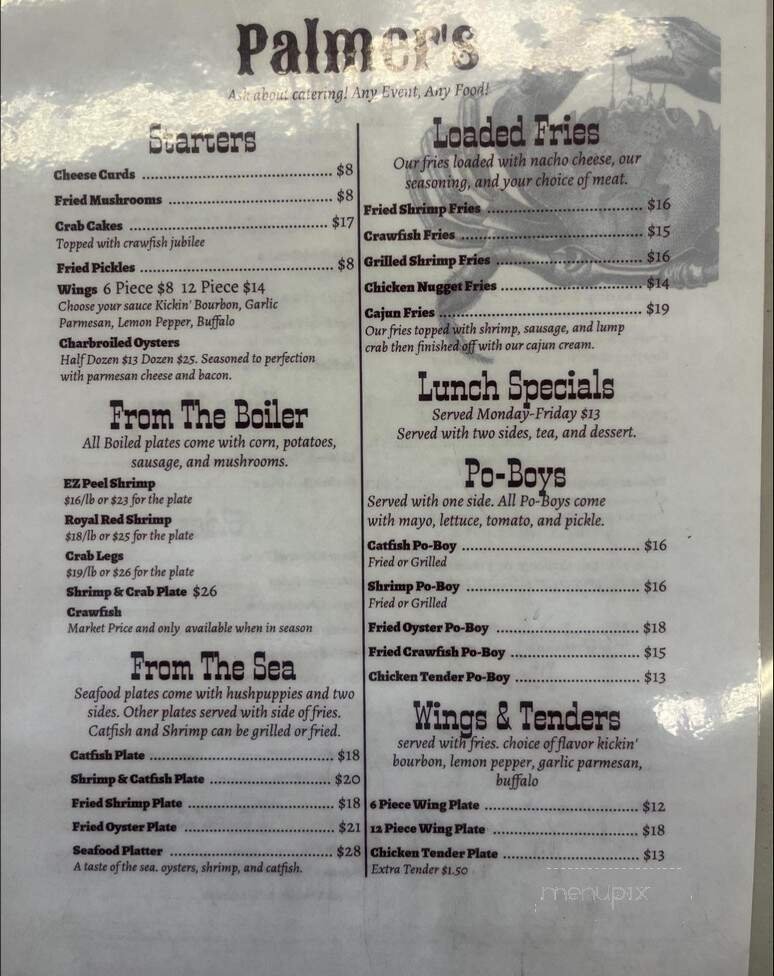 Palmer's
Ask about catering! Any Event, Any Food!
Starters
Cheese Curds ........ $8
Fried Mushrooms ........ $8
Crab Cakes ........ $17
Topped with crawfish jubilee
Fried Pickles ........ $8
Wings 6 Piece $8 12 Piece $14
Choose your sauce Kickin' Bourbon, Garlic
Parmesan, Lemon Pepper, Buffalo
Charbroiled Oysters
Half Dozen $13 Dozen $25. Seasoned to perfection
with parmesan cheese and bacon.
From The Boiler
All Boiled plates come with corn, potatoes,
sausage, and mushrooms.
EZ Peel Shrimp
$16/lb or $23 for the plate
Royal Red Shrimp
$18/lb or $25 for the plate
Crab Legs
$19/lb or $26 for the plate
Shrimp & Crab Plate $26
Crawfish
Market Price and only available when in season
From The Sea
Seafood plates come with hushpuppies and two
sides. Other plates served with side of fries.
Catfish and Shrimp can be grilled or fried.
Catfish Plate ........ $18
Shrimp & Catfish Plate ........ $20
Fried Shrimp Plate ........ $18
Fried Oyster Plate ........ $21
Seafood Platter ........ $28
A taste of the sea. oysters, shrimp, and catfish.
Loaded Fries
Our fries loaded with nacho cheese, our
seasoning, and your choice of meat.
Fried Shrimp Fries ........ $16
Crawfish Fries ........ $15
Grilled Shrimp Fries ........ $16
Chicken Nugget Fries ........ $14
Cajun Fries ........ $19
Our fries topped with shrimp, sausage, and lump
crab then finished off with our cajun cream.
Lunch Specials
Served Monday-Friday $13
Served with two sides, tea, and dessert.
Po-Boys
Served with one side. All Po-Boys come
with mayo, lettuce, tomato, and pickle.
Catfish Po-Boy ........ $16
Fried or Grilled
Shrimp Po-Boy ........ $16
Fried or Grilled
Fried Oyster Po-Boy ........ $18
Fried Crawfish Po-Boy ........ $15
Chicken Tender Po-Boy ........ $13
Wings & Tenders
served with fries. choice of flavor kickin'
bourbon, lemon pepper, garlic parmesan,
buffalo
6 Piece Wing Plate ........ $12
12 Piece Wing Plate ........ $18
Chicken Tender Plate ........ $13
Extra Tender $1.50
menupix